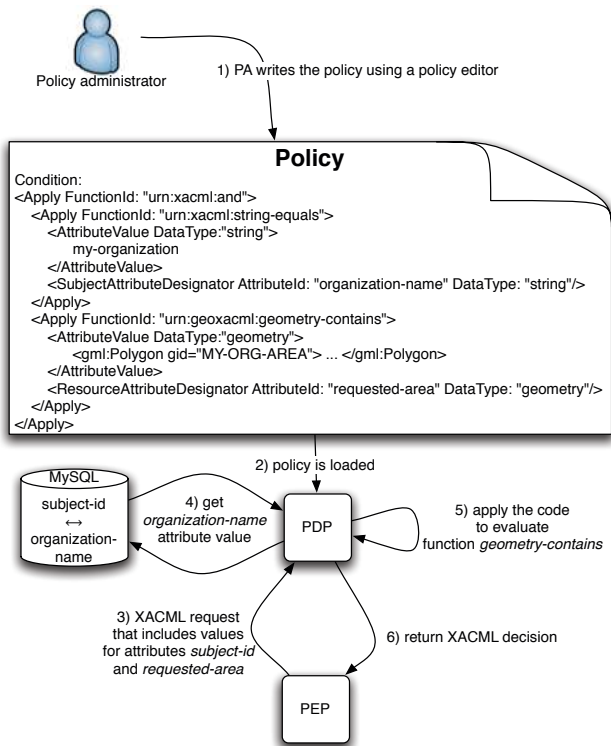 Policy administrator
1) PA writes the policy using a policy editor
Policy
Condition:
<Apply FunctionId: "urn:xacml:and">
<Apply FunctionId: "urn:xacml:string-equals">
<AttributeValue DataType:"string">
my-organization
</AttributeValue>
<SubjectAttributeDesignator AttributeId: "organization-name" DataType: "string"/>
</Apply>
<Apply FunctionId: "urn:geoxacml:geometry-contains">
<AttributeValue DataType:"geometry">
<gml:Polygon gid="MY-ORG-AREA"> ... </gml:Polygon>
</AttributeValue>
<ResourceAttributeDesignator AttributeId: "requested-area" DataType: "geometry"/>
</Apply>
</Apply>
2) policy is loaded
MySQL
subject-id
↔
organization-
name
4) get
organization-name
attribute value
PDP
5) apply the code
to evaluate
function geometry-contains
3) XACML request
that includes values
for attributes subject-id
and requested-area
6) return XACML decision
PEP